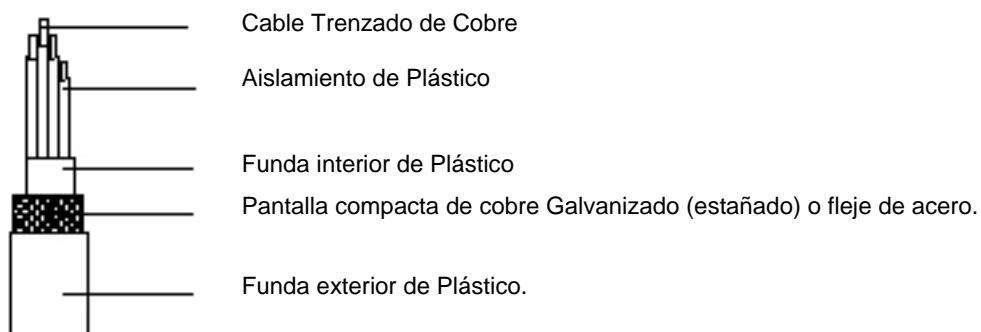 Cable Trenzado de Cobre
Aislamiento de Plástico
Funda interior de Plástico
Pantalla compacta de cobre Galvanizado (estañado) o fleje de acero.
Funda exterior de Plástico.